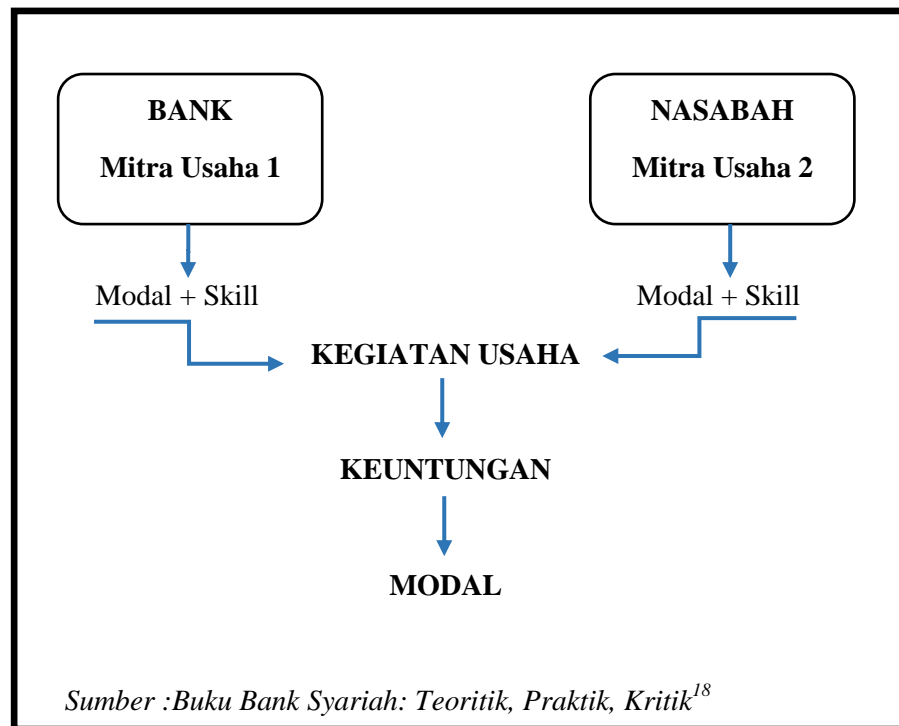 BANK
Mitra Usaha 1
NASABAH
Mitra Usaha 2
Modal + Skill
Modal + Skill
KEGIATAN USAHA
KEUNTUNGAN
MODAL
Sumber :Buku Bank Syariah: Teoritik, Praktik, Kritik18